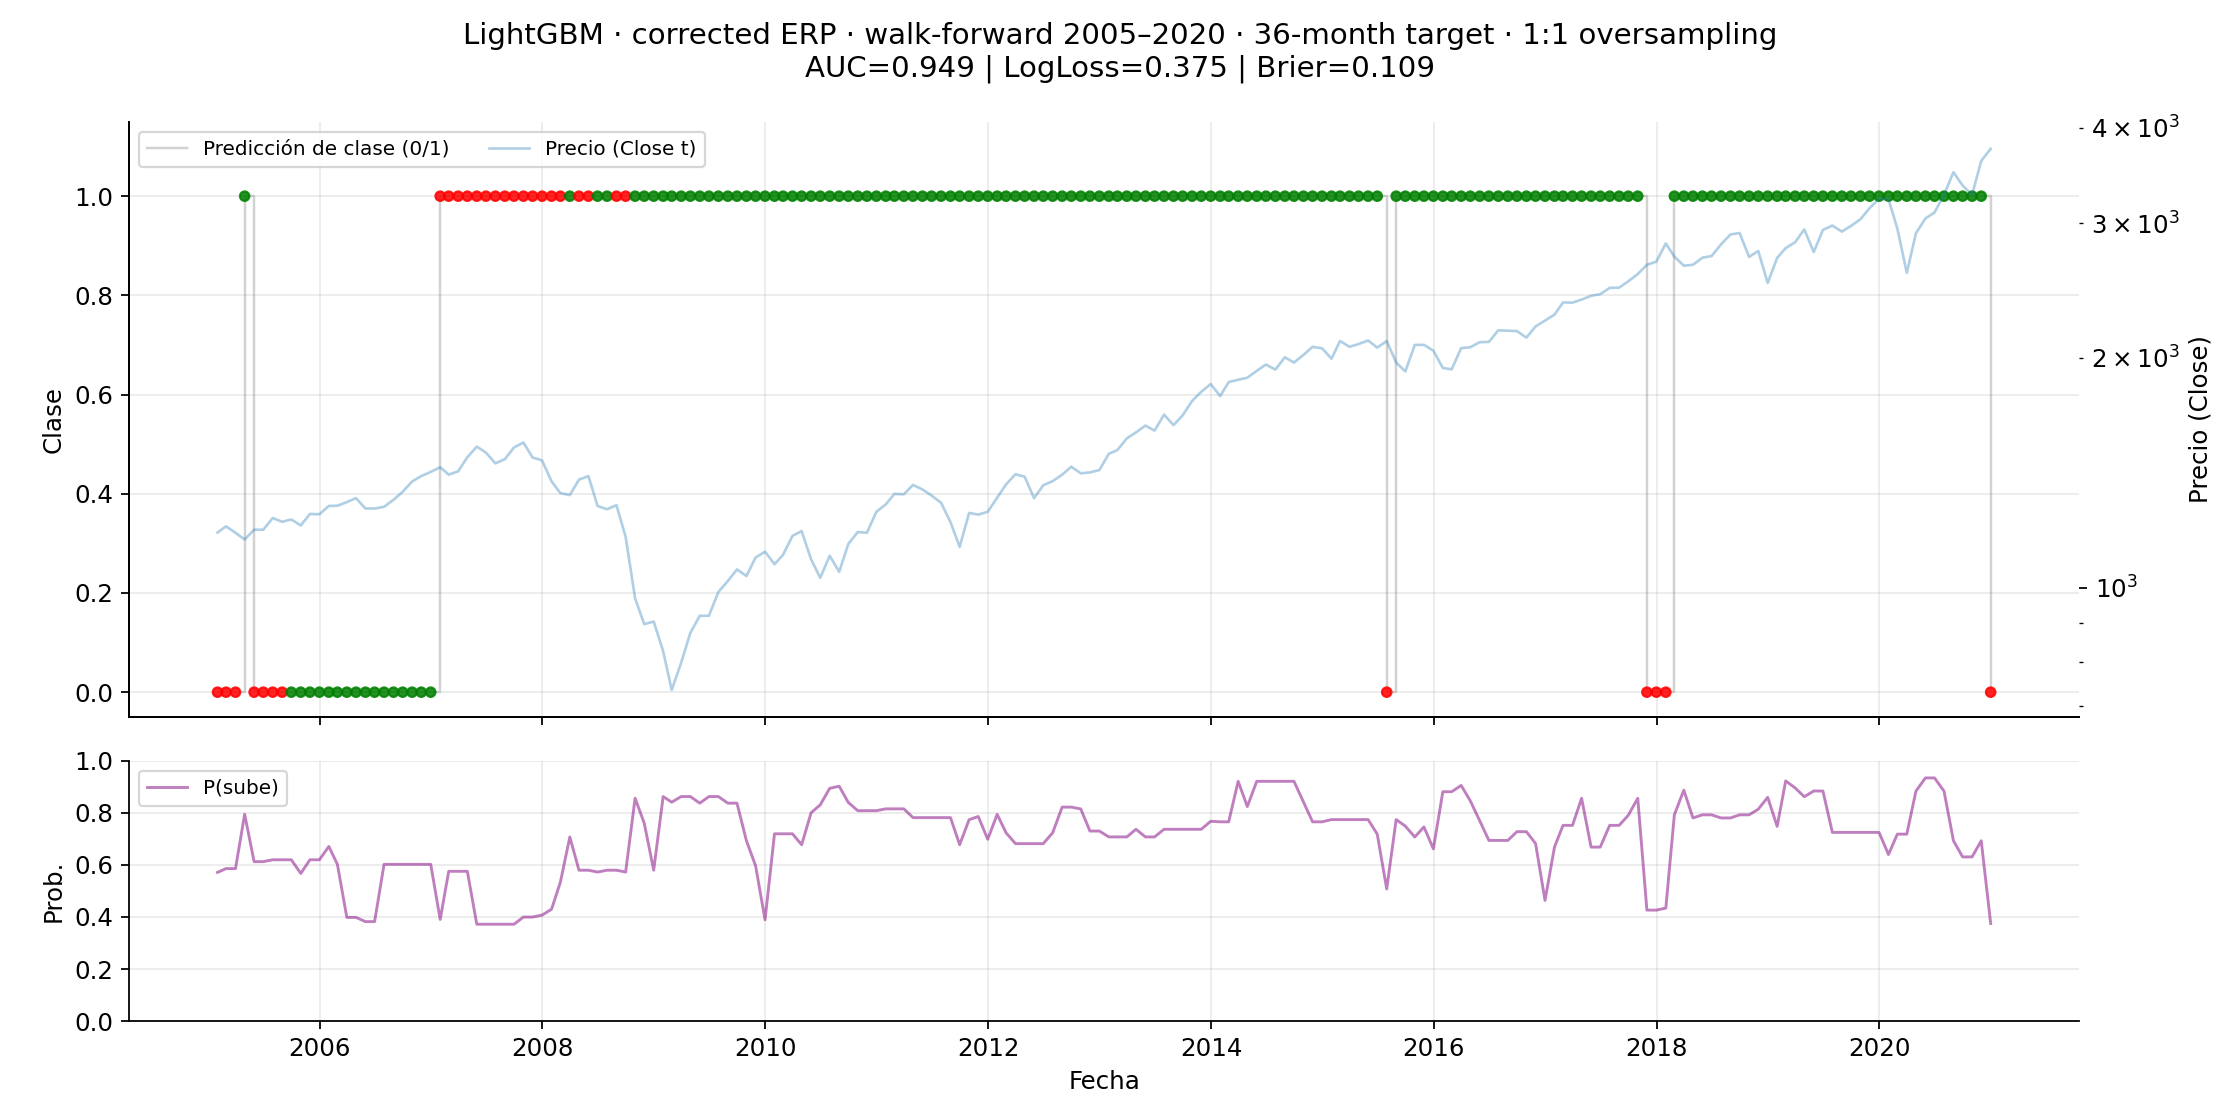 LightGBM · corrected ERP · walk-forward 2005–2020 · 36-month target · 1:1 oversampling
AUC=0.949 | LogLoss=0.375 | Brier=0.109
Predicción de clase (0/1)
Precio (Close t)
Clase
1.0
0.8
0.6
0.4
0.2
0.0
4 × 10³
3 × 10³
2 × 10³
10³
Precio (Close)
P(sube)
Prob.
1.0
0.8
0.6
0.4
0.2
0.0
2006 2008 2010 2012 2014 2016 2018 2020
Fecha